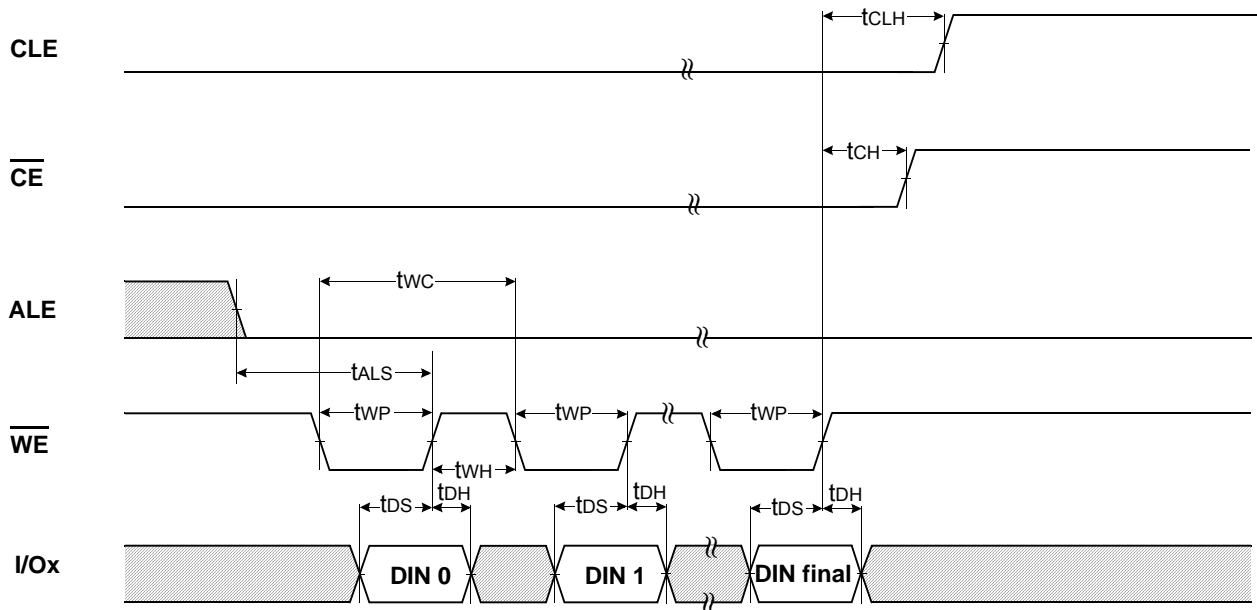 CLE
tCLH
CE
tCH
ALE
tWC
tALS
WE
tWP
tWP
tWP
tWH
tDS
tDH
tDS
tDH
tDS
tDH
I/Ox
DIN 0
DIN 1
DIN final